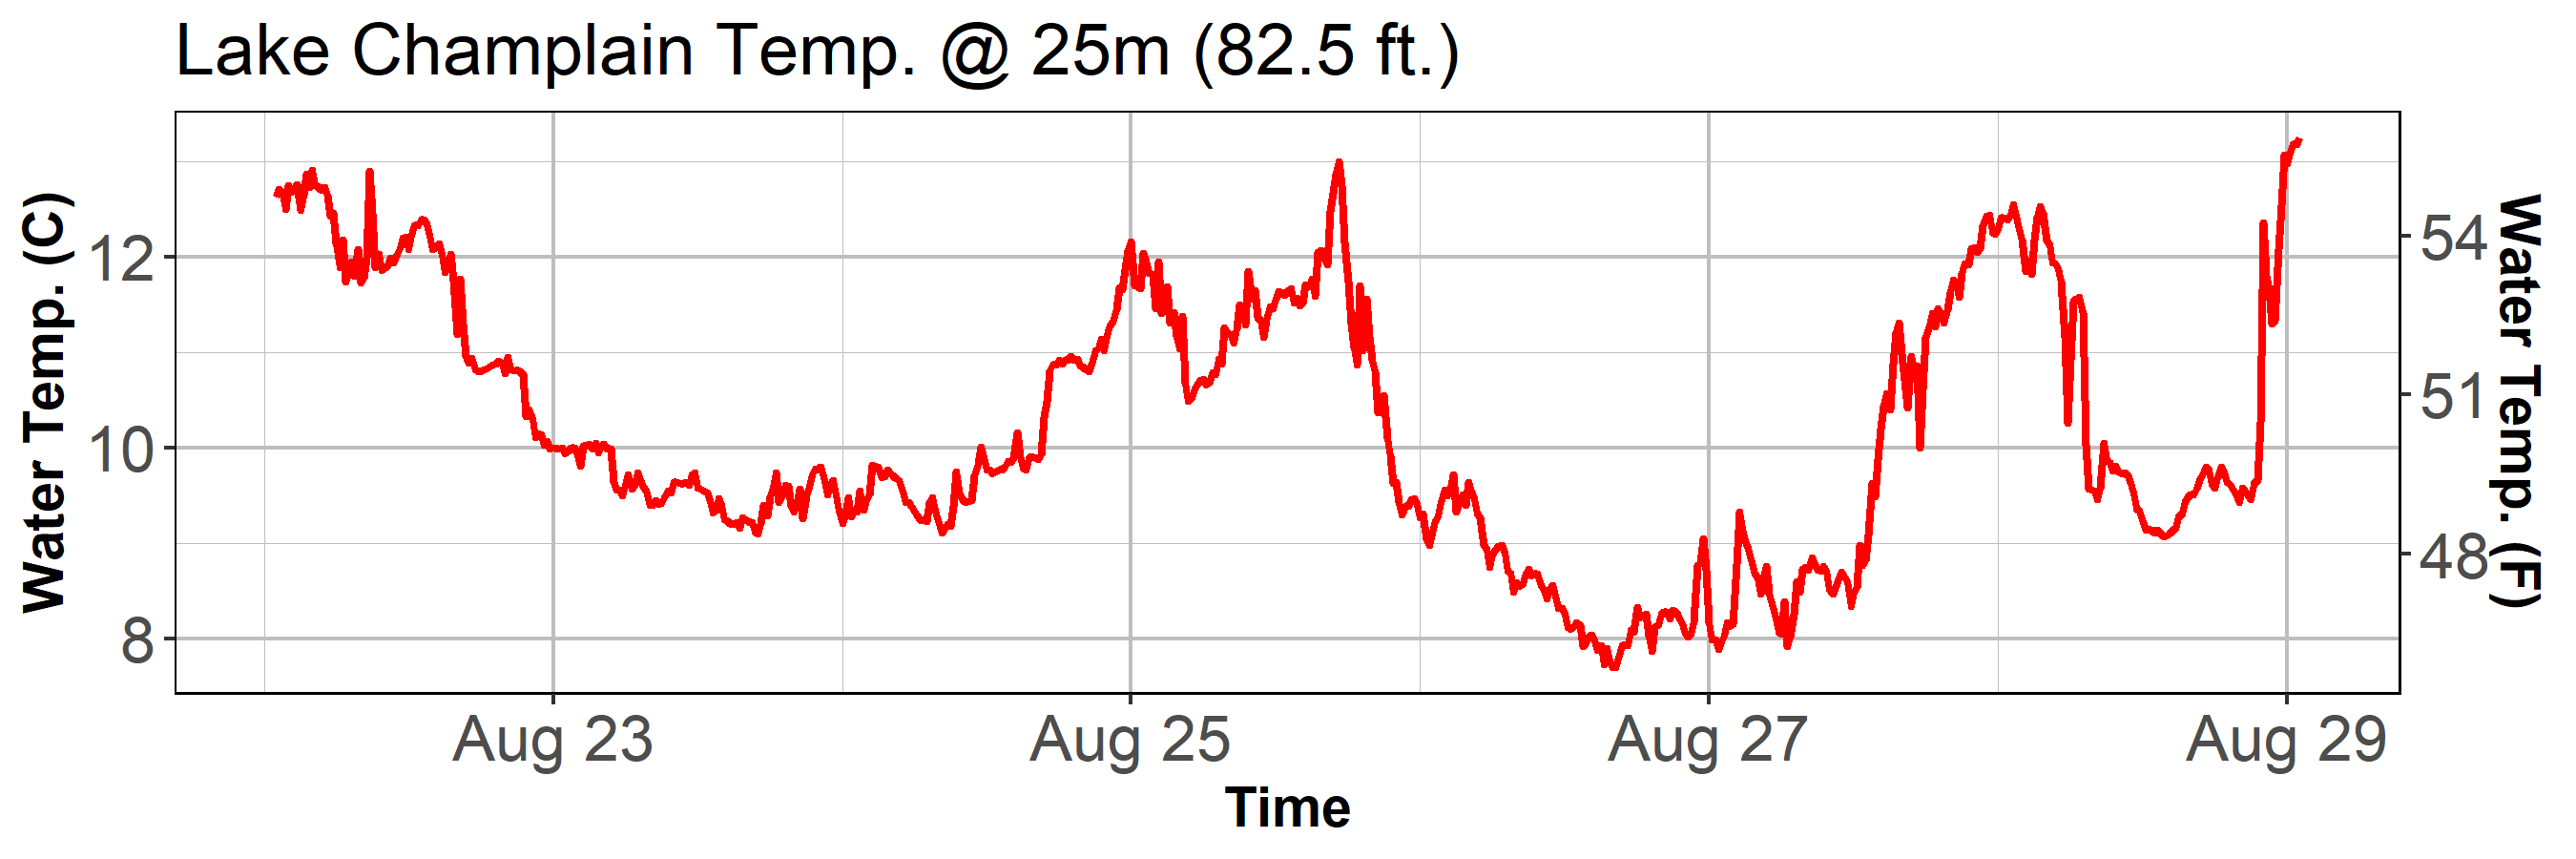 Lake Champlain Temp. @ 25m (82.5 ft.)
Water Temp. (C)
12
10
8
54
51
48
Water Temp. (F)
Aug 23 Aug 25 Aug 27 Aug 29
Time